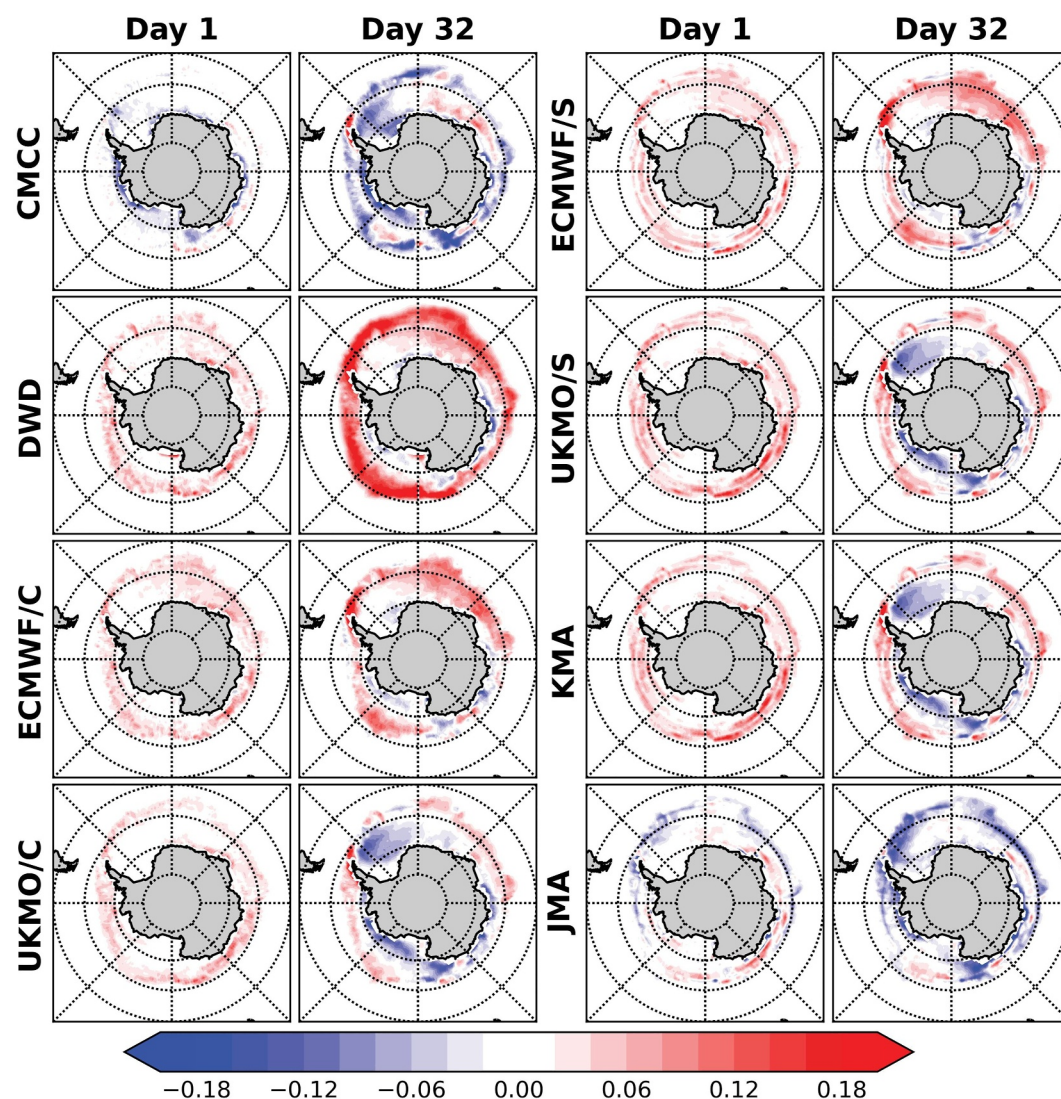 Day 1 Day 32 Day 1 Day 32
CMCC ECMWF/S
DWD UKMO/S
ECMWF/C KMA
UKMO/C JMA
−0.18 −0.12 −0.06 0.00 0.06 0.12 0.18